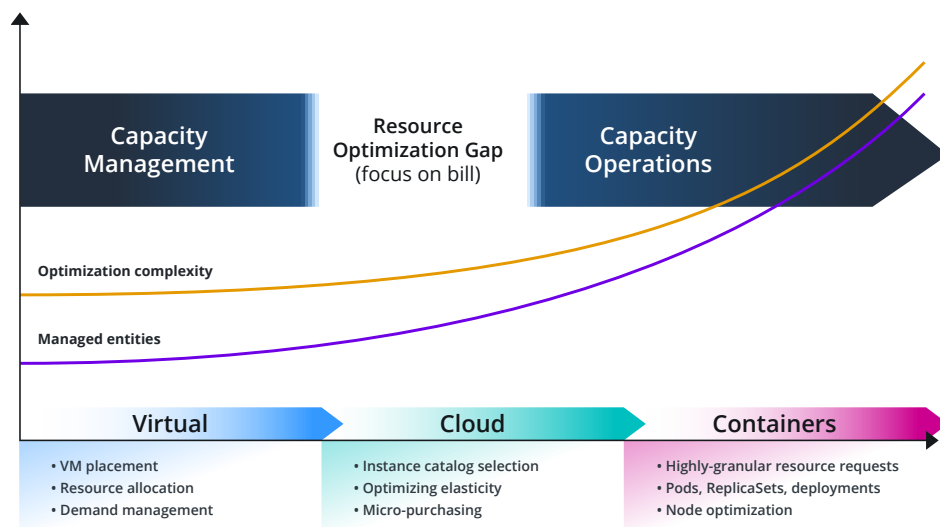 Capacity
Management
Resource
Optimization Gap
(focus on bill)
Capacity
Operations
Optimization complexity
Managed entities
Virtual
Cloud
Containers
• VM placement
• Resource allocation
• Demand management
• Instance catalog selection
• Optimizing elasticity
• Micro-purchasing
• Highly-granular resource requests
• Pods, ReplicaSets, deployments
• Node optimization